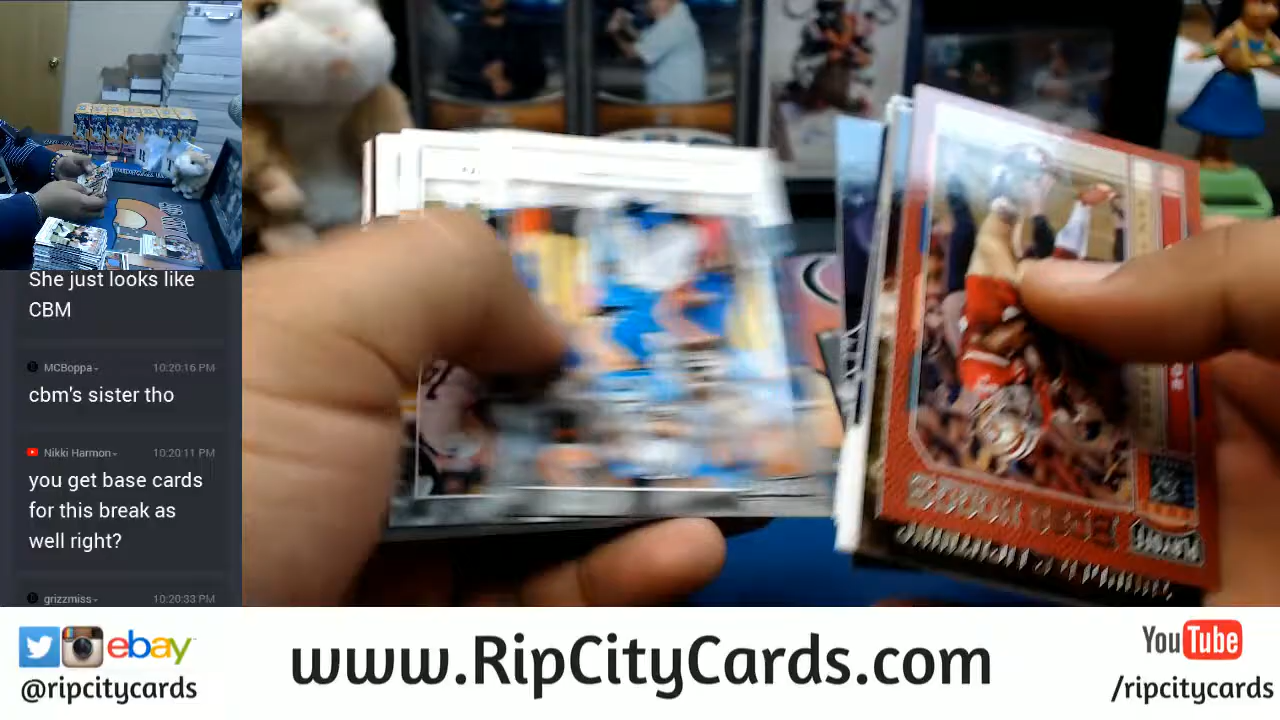 She just looks like
CBM
MCBoppa
10:20:16 PM
cbm's sister tho
Nikki Harmon
10:20:11 PM
you get base cards
for this break as
well right?
grizzmiss
10:20:33 PM
ebay
@ripcitycards
www.RipCityCards.com
YouTube
/ripcitycards